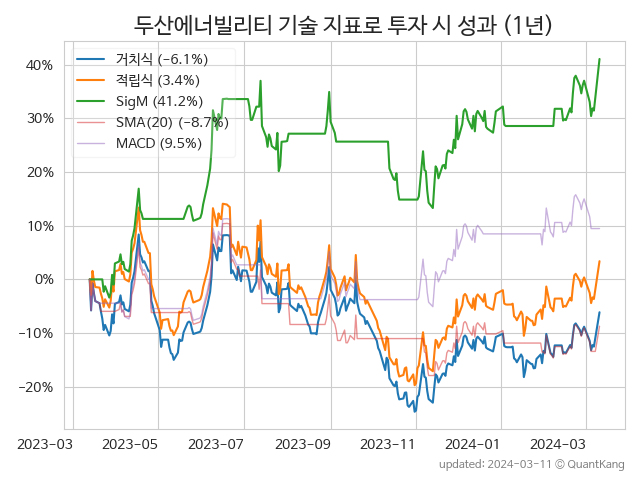 두산에너빌리티 기술 지표로 투자 시 성과 (1년)
거치식 (-6.1%)
적립식 (3.4%)
SigM (41.2%)
SMA(20) (-8.7%)
MACD (9.5%)
40%
30%
20%
10%
0%
-10%
-20%
2023-03 2023-05 2023-07 2023-09 2023-11 2024-01 2024-03
updated: 2024-03-11 © QuantKang